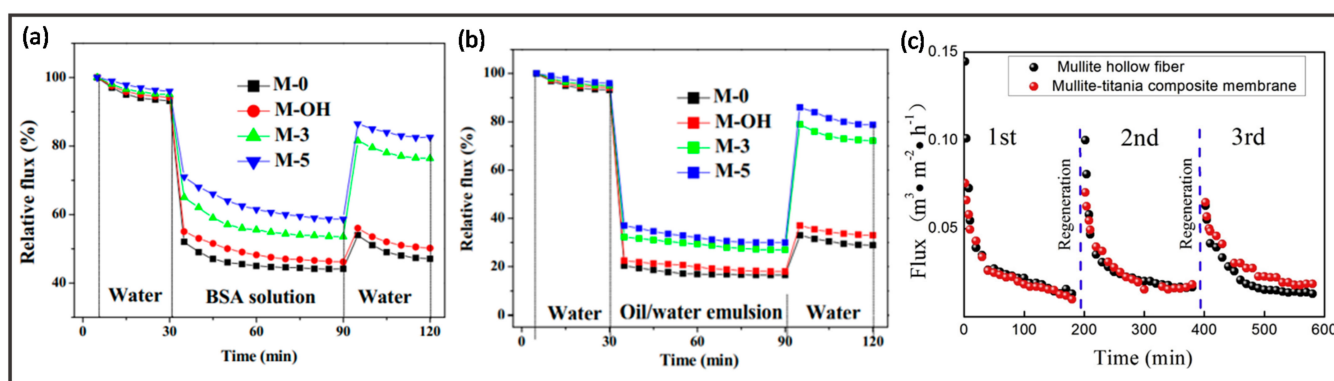 (a)
100
80
60
40
Relative flux (%)
M-0
M-OH
M-3
M-5
Water
BSA solution
Water
0
30
60
90
120
Time (min)
(b)
100
80
60
40
20
0
Relative flux (%)
M-0
M-OH
M-3
M-5
Water
Oil/water emulsion
Water
0
30
60
90
120
Time (min)
(c)
0.15
0.10
0.05
Flux (m³•m⁻²•h⁻¹)
Mullite hollow fiber
Mullite-titania composite membrane
1st
2nd
3rd
Regeneration
Regeneration
0
100
200
300
400
500
600
Time (min)